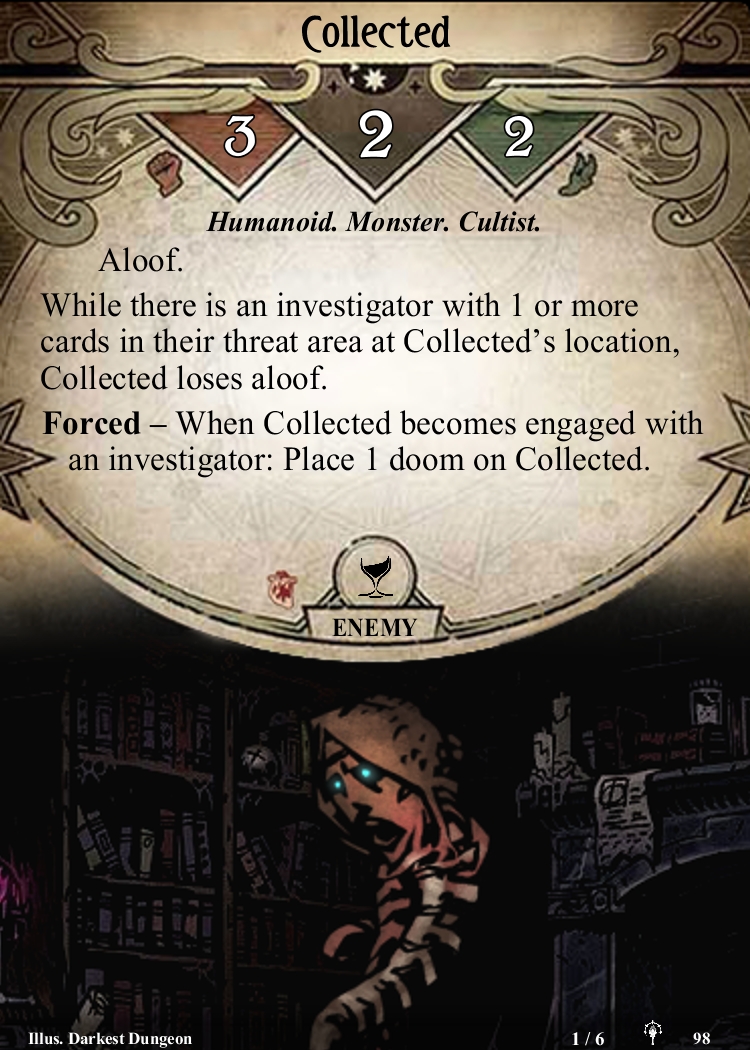 Collected
3 2 2
Humanoid. Monster. Cultist.
Aloof.
While there is an investigator with 1 or more
cards in their threat area at Collected’s location,
Collected loses aloof.
Forced – When Collected becomes engaged with
an investigator: Place 1 doom on Collected.
ENEMY
Illus. Darkest Dungeon
1 / 6
98